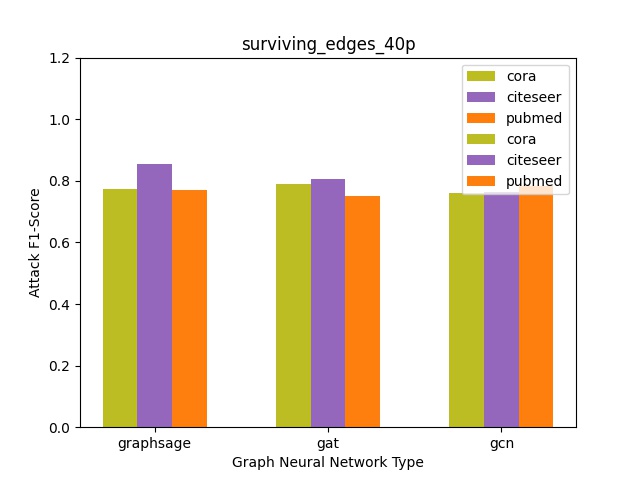 surviving_edges_40p
1.2
1.0
0.8
0.6
0.4
0.2
0.0
Attack F1-Score
cora
citeseer
pubmed
cora
citeseer
pubmed
graphsage
gat
gcn
Graph Neural Network Type